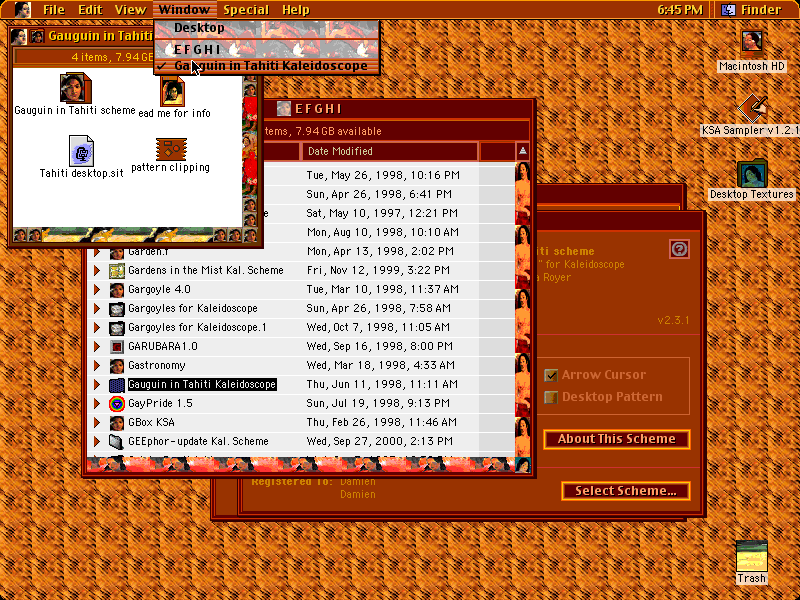 File Edit View Window Special Help 6:45 PM Finder
Desktop
E F G H I
✓ Gauguin in Tahiti Kaleidoscope
Gauguin in Tahiti
4 items, 7.94 GB
Gauguin in Tahiti scheme
ead me for info
Tahiti desktop.sit
pattern clipping
Macintosh HD
KSA Sampler v1.2.1
Desktop Textures
Trash
E F G H I
tems, 7.94 GB available
Date Modified
Tue, May 26, 1998, 10:16 PM
Sun, Apr 26, 1998, 6:41 PM
e Sat, May 10, 1997, 12:21 PM
Mon, Aug 10, 1998, 10:10 AM
Garden.f Mon, Apr 13, 1998, 2:02 PM
Gardens in the Mist Kal. Scheme Fri, Nov 12, 1999, 3:22 PM
Gargoyle 4.0 Tue, Mar 10, 1998, 11:37 AM
Gargoyles for Kaleidoscope Sun, Apr 26, 1998, 7:58 AM
Gargoyles for Kaleidoscope.1 Wed, Oct 7, 1998, 11:05 AM
GARUBARA1.0 Wed, Sep 16, 1998, 8:00 PM
Gastronomy Wed, Mar 18, 1998, 4:33 AM
Gauguin in Tahiti Kaleidoscope Thu, Jun 11, 1998, 11:11 AM
GayPride 1.5 Sun, Jul 19, 1998, 9:13 PM
GBox KSA Thu, Feb 26, 1998, 11:46 AM
GEEphor-update Kal. Scheme Wed, Sep 27, 2000, 2:13 PM
iti scheme
" for Kaleidoscope
a Royer
v2.3.1
Arrow Cursor
Desktop Pattern
About This Scheme
Registered To: Damien
Damien
Select Scheme...